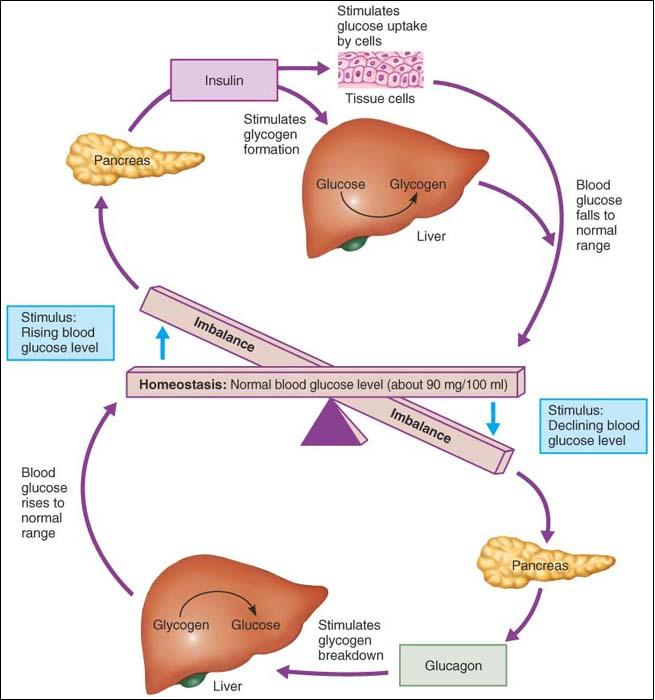 Stimulates
glucose uptake
by cells
Insulin
Tissue cells
Stimulates
glycogen
formation
Pancreas
Glucose
Glycogen
Liver
Blood
glucose
falls to
normal
range
Stimulus:
Rising blood
glucose level
Imbalance
Homeostasis: Normal blood glucose level (about 90 mg/100 ml)
Imbalance
Stimulus:
Declining blood
glucose level
Blood
glucose
rises to
normal
range
Pancreas
Glycogen
Glucose
Stimulates
glycogen
breakdown
Glucagon
Liver